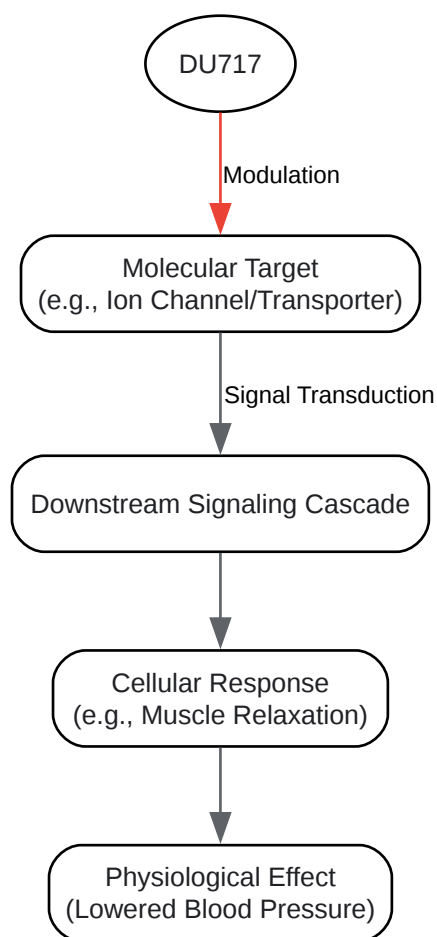 DU717
Modulation
Molecular Target
(e.g., Ion Channel/Transporter)
Signal Transduction
Downstream Signaling Cascade
Cellular Response
(e.g., Muscle Relaxation)
Physiological Effect
(Lowered Blood Pressure)